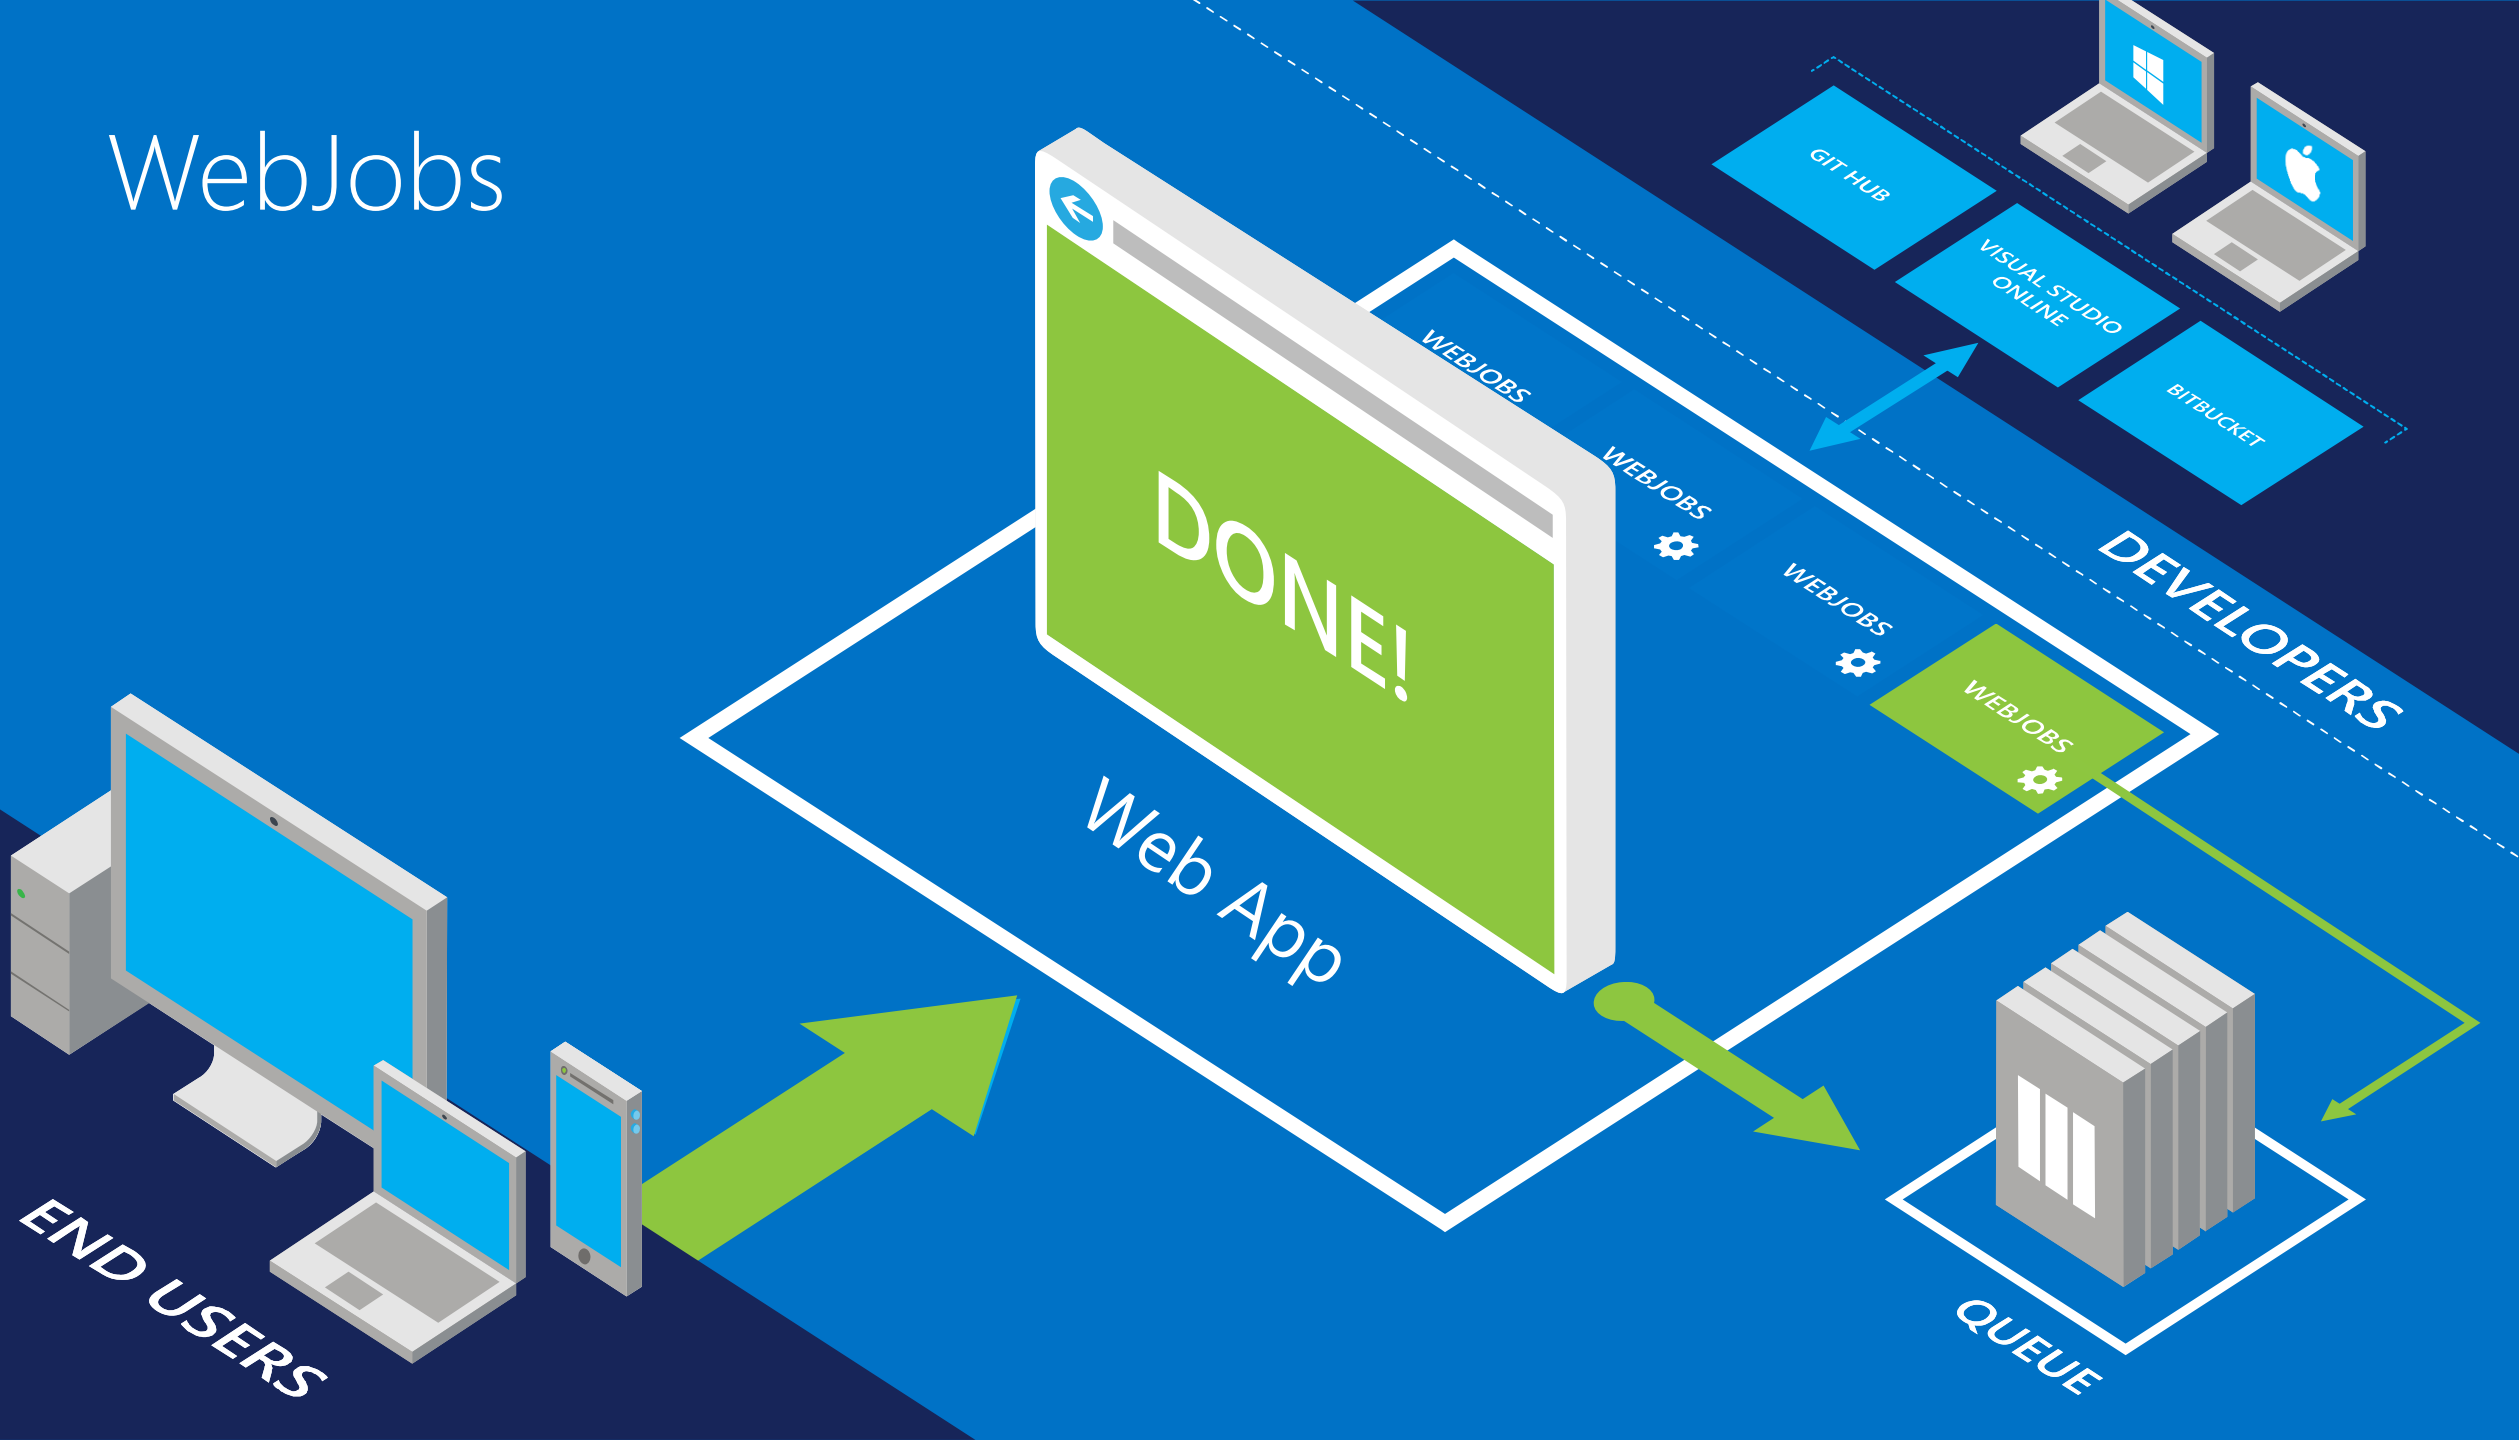 WebJobs
GIT HUB
VISUAL STUDIO
ONLINE
BITBUCKET
DEVELOPERS
WEBJOBS
WEBJOBS
WEBJOBS
WEBJOBS
DONE!
Web App
END USERS
QUEUE